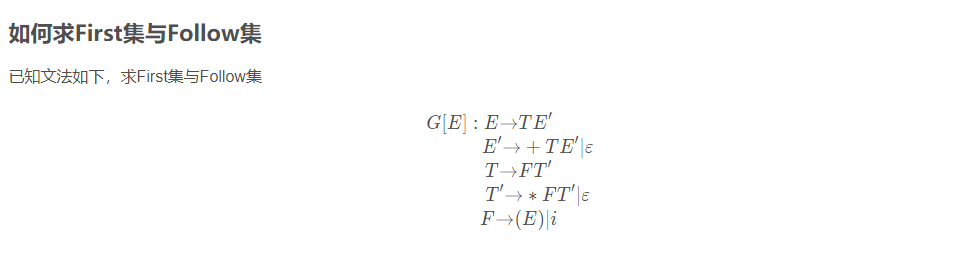 如何求First集与Follow集
已知文法如下，求First集与Follow集
G[E] : E→TE′
E′→ + TE′|ε
T→FT′
T′→ * FT′|ε
F→(E)|i